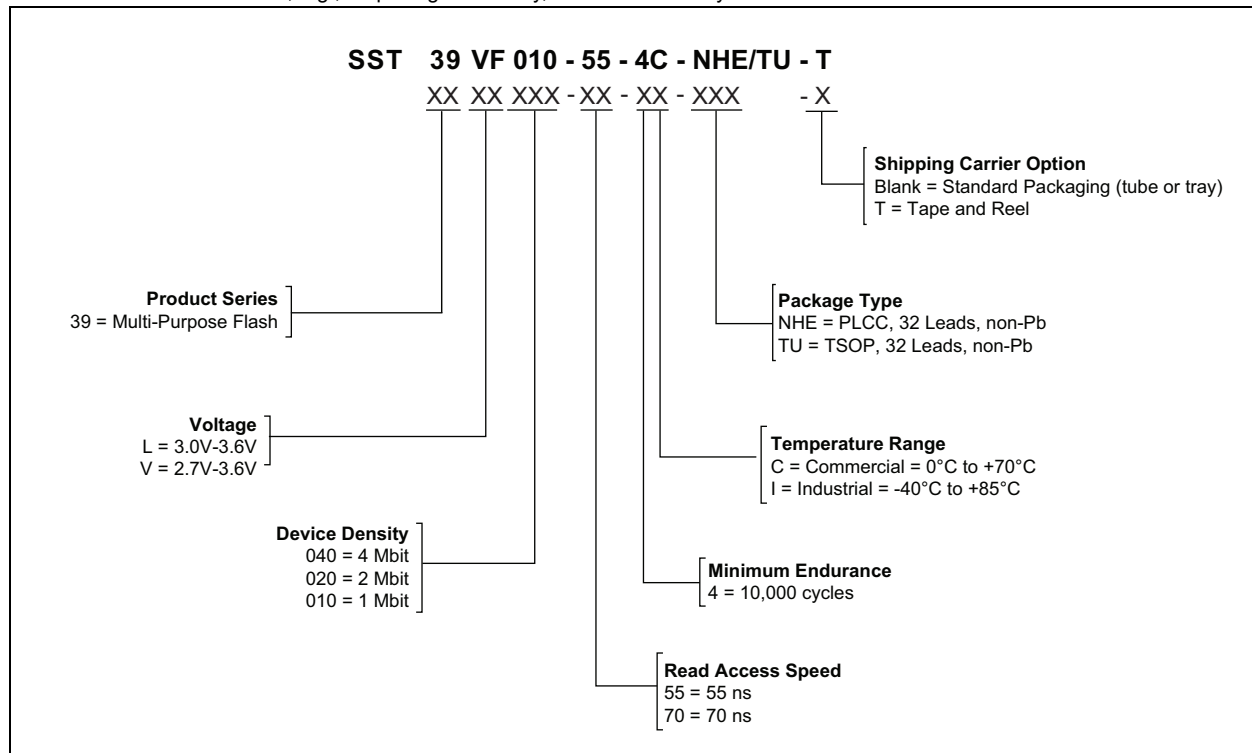 SST 39 VF 010 - 55 - 4C - NHE/TU - T
XX XX XXX - XX - XX - XXX - X
Shipping Carrier Option
Blank = Standard Packaging (tube or tray)
T = Tape and Reel
Product Series
39 = Multi-Purpose Flash
Package Type
NHE = PLCC, 32 Leads, non-Pb
TU = TSOP, 32 Leads, non-Pb
Voltage
L = 3.0V-3.6V
V = 2.7V-3.6V
Temperature Range
C = Commercial = 0°C to +70°C
I = Industrial = -40°C to +85°C
Device Density
040 = 4 Mbit
020 = 2 Mbit
010 = 1 Mbit
Minimum Endurance
4 = 10,000 cycles
Read Access Speed
55 = 55 ns
70 = 70 ns